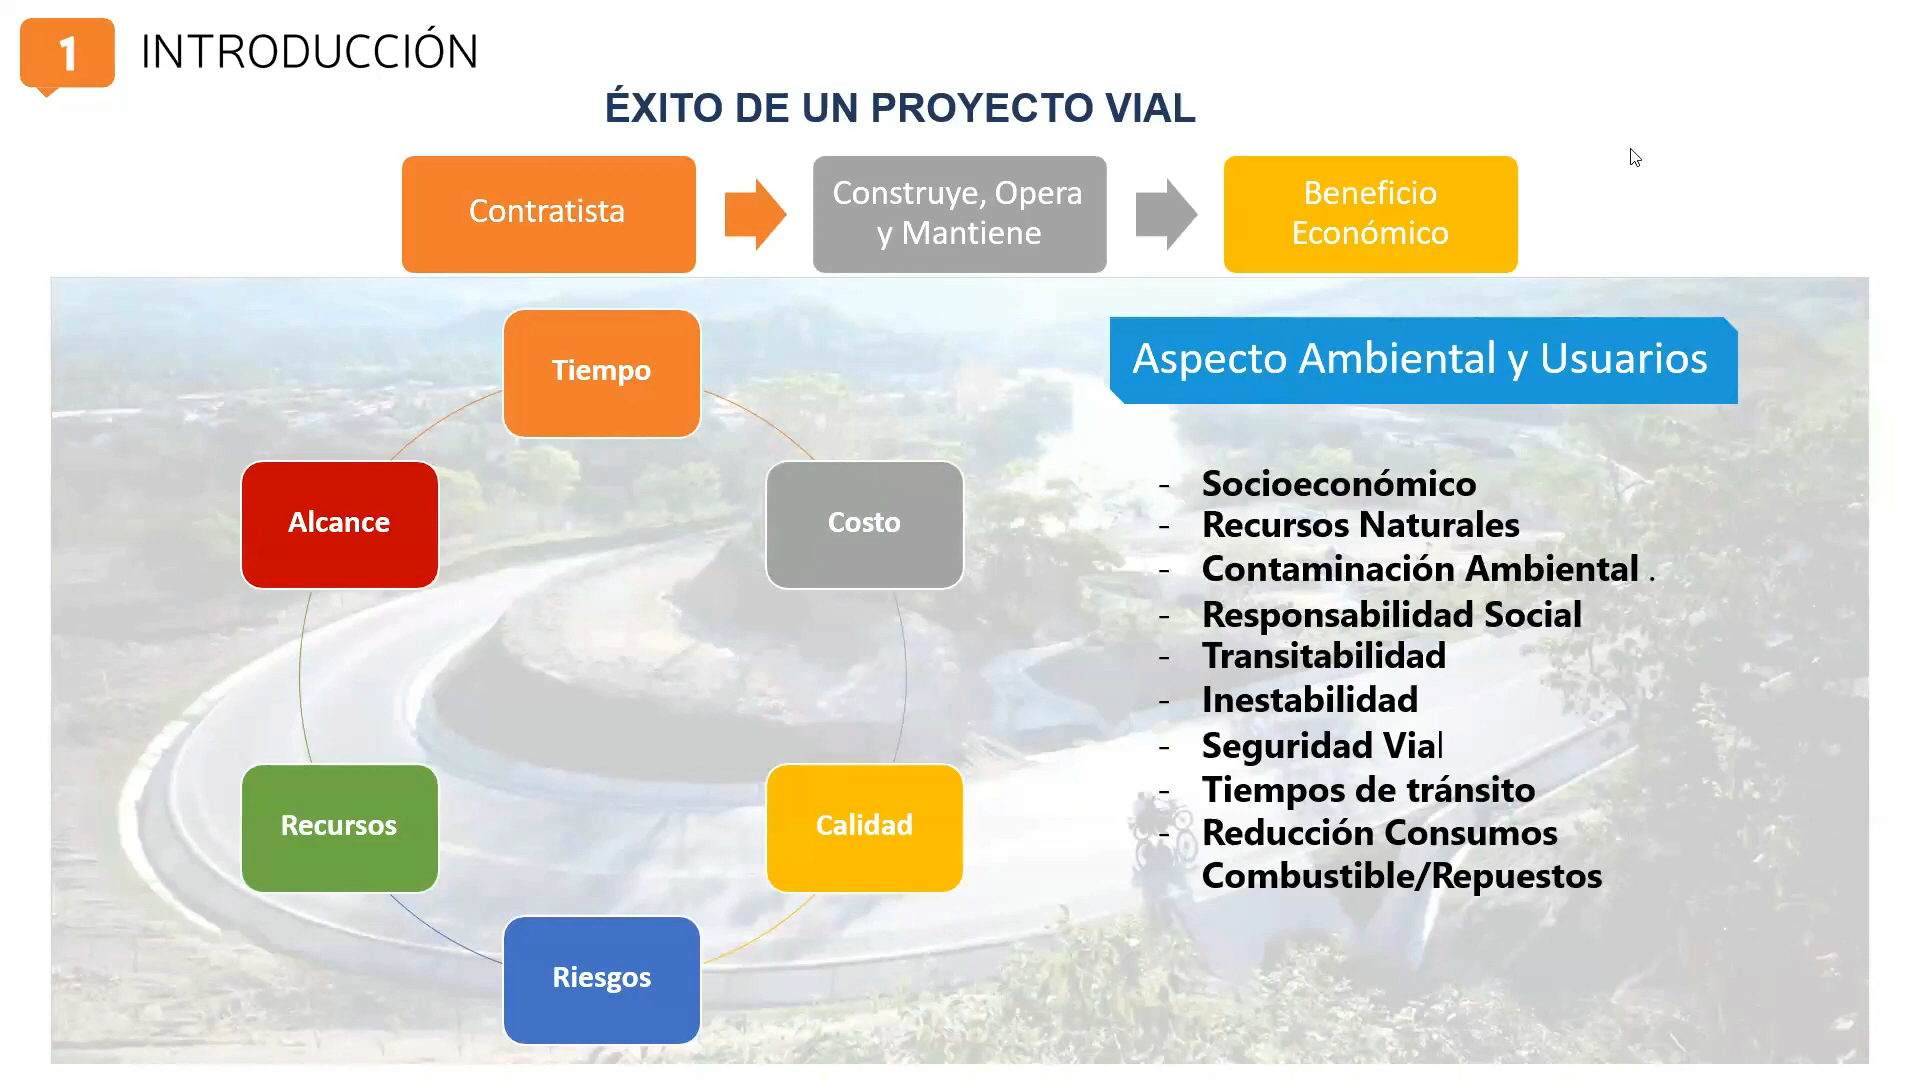 1 INTRODUCCIÓN
ÉXITO DE UN PROYECTO VIAL
Contratista
Construye, Opera
y Mantiene
Beneficio
Económico
Tiempo
Alcance
Costo
Recursos
Calidad
Riesgos
Aspecto Ambiental y Usuarios
- Socioeconómico
- Recursos Naturales
- Contaminación Ambiental .
- Responsabilidad Social
- Transitabilidad
- Inestabilidad
- Seguridad Vial
- Tiempos de tránsito
- Reducción Consumos
Combustible/Repuestos